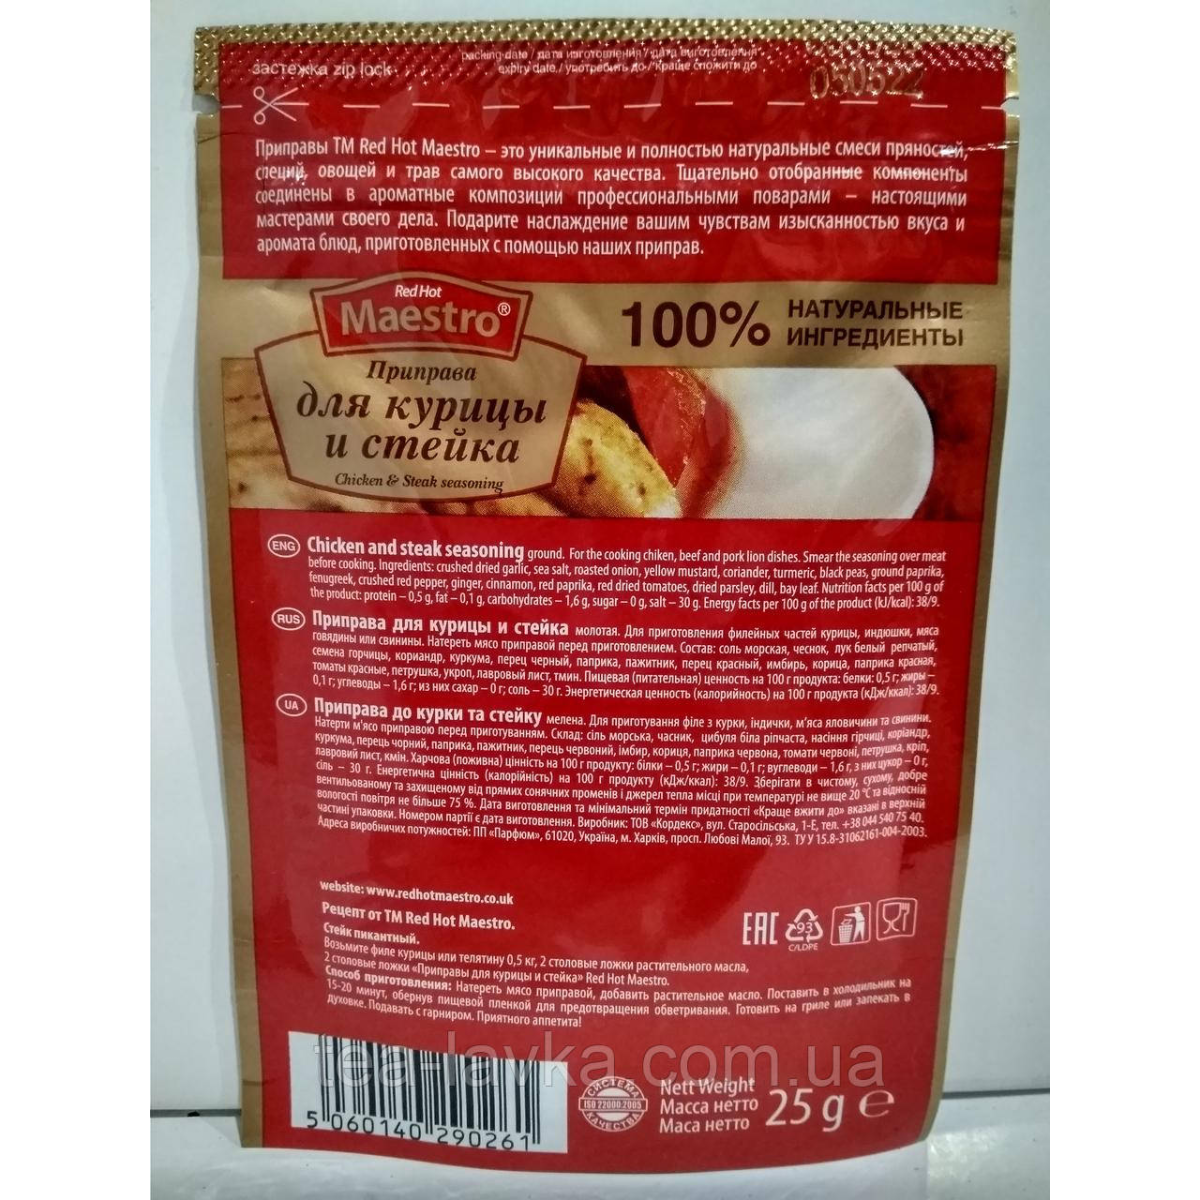 packing date / дата изготовления / дата виготовлення
expiry date / употребить до / краще спожити до
застежка zip lock
050522
Приправы ТМ Red Hot Maestro – это уникальные и полностью натуральные смеси пряностей,
специй, овощей и трав самого высокого качества. Тщательно отобранные компоненты
соединены в ароматные композиции профессиональными поварами – настоящими
мастерами своего дела. Подарите наслаждение вашим чувствам изысканностью вкуса и
аромата блюд, приготовленных с помощью наших приправ.
Red Hot
Maestro®
Приправа
для курицы
и стейка
Chicken & Steak seasoning
100% НАТУРАЛЬНЫЕ
ИНГРЕДИЕНТЫ
ENG Chicken and steak seasoning ground. For the cooking chiken, beef and pork lion dishes. Smear the seasoning over meat
before cooking. Ingredients: crushed dried garlic, sea salt, roasted onion, yellow mustard, coriander, turmeric, black peas, ground paprika,
fenugreek, crushed red pepper, ginger, cinnamon, red paprika, red dried tomatoes, dried parsley, dill, bay leaf. Nutrition facts per 100 g of
the product: protein – 0,5 g, fat – 0,1 g, carbohydrates – 1,6 g, sugar – 0 g, salt – 30 g. Energy facts per 100 g of the product (kJ/kcal): 38/9.
RUS Приправа для курицы и стейка молотая. Для приготовления филейных частей курицы, индюшки, мяса
говядины или свинины. Натереть мясо приправой перед приготовлением. Состав: соль морская, чеснок, лук белый репчатый,
семена горчицы, кориандр, куркума, перец черный, паприка, пажитник, перец красный, имбирь, корица, паприка красная,
томаты красные, петрушка, укроп, лавровый лист, тмин. Пищевая (питательная) ценность на 100 г продукта: белки: 0,5 г; жиры –
0,1 г; углеводы – 1,6 г; из них сахар – 0 г; соль – 30 г. Энергетическая ценность (калорийность) на 100 г продукта (кДж/ккал): 38/9.
UA Приправа до курки та стейку мелена. Для приготування філе з курки, індички, м'яса яловичини та свинини.
Натерти м'ясо приправою перед приготуванням. Склад: сіль морська, часник, цибуля біла ріпчаста, насіння гірчиці, коріандр,
куркума, перець чорний, паприка, пажитник, перець червоний, імбир, кориця, паприка червона, томати червоні, петрушка, кріп,
лавровий лист, кмін. Харчова (поживна) цінність на 100 г продукту: білки – 0,5 г; жири – 0,1 г; вуглеводи – 1,6 г, з них цукор – 0 г,
сіль – 30 г. Енергетична цінність (калорійність) на 100 г продукту (кДж/ккал): 38/9. Зберігати в чистому, сухому, добре
вентильованому та захищеному від прямих сонячних променів і джерел тепла місці при температурі не вище 20 °С та відносній
вологості повітря не більше 75 %. Дата виготовлення та мінімальний термін придатності «Краще вжити до» вказані в верхній
частині упаковки. Номером партії є дата виготовлення. Виробник: ТОВ «Кордекс», вул. Старосільська, 1-Е, тел. +38 044 540 75 40.
Адреса виробничих потужностей: ПП «Парфюм», 61020, Україна, м. Харків, просп. Любові Малої, 93. ТУ У 15.8-31062161-004-2003.
website: www.redhotmaestro.co.uk
Рецепт от ТМ Red Hot Maestro.
Стейк пикантный.
Возьмите филе курицы или телятину 0,5 кг, 2 столовые ложки растительного масла,
2 столовые ложки «Приправы для курицы и стейка» Red Hot Maestro.
Способ приготовления: Натереть мясо приправой, добавить растительное масло. Поставить в холодильник на
15-20 минут, обернув пищевой пленкой для предотвращения обветривания. Готовить на гриле или запекать в
духовке. Подавать с гарниром. Приятного аппетита!
EAC
93
C/LDPE
tea-lavka.com.ua
5 060140 290261
СИСТЕМА
ISO 22000:2005
КАЧЕСТВА
Nett Weight
Масса нетто
Маса нетто
25 g ℮